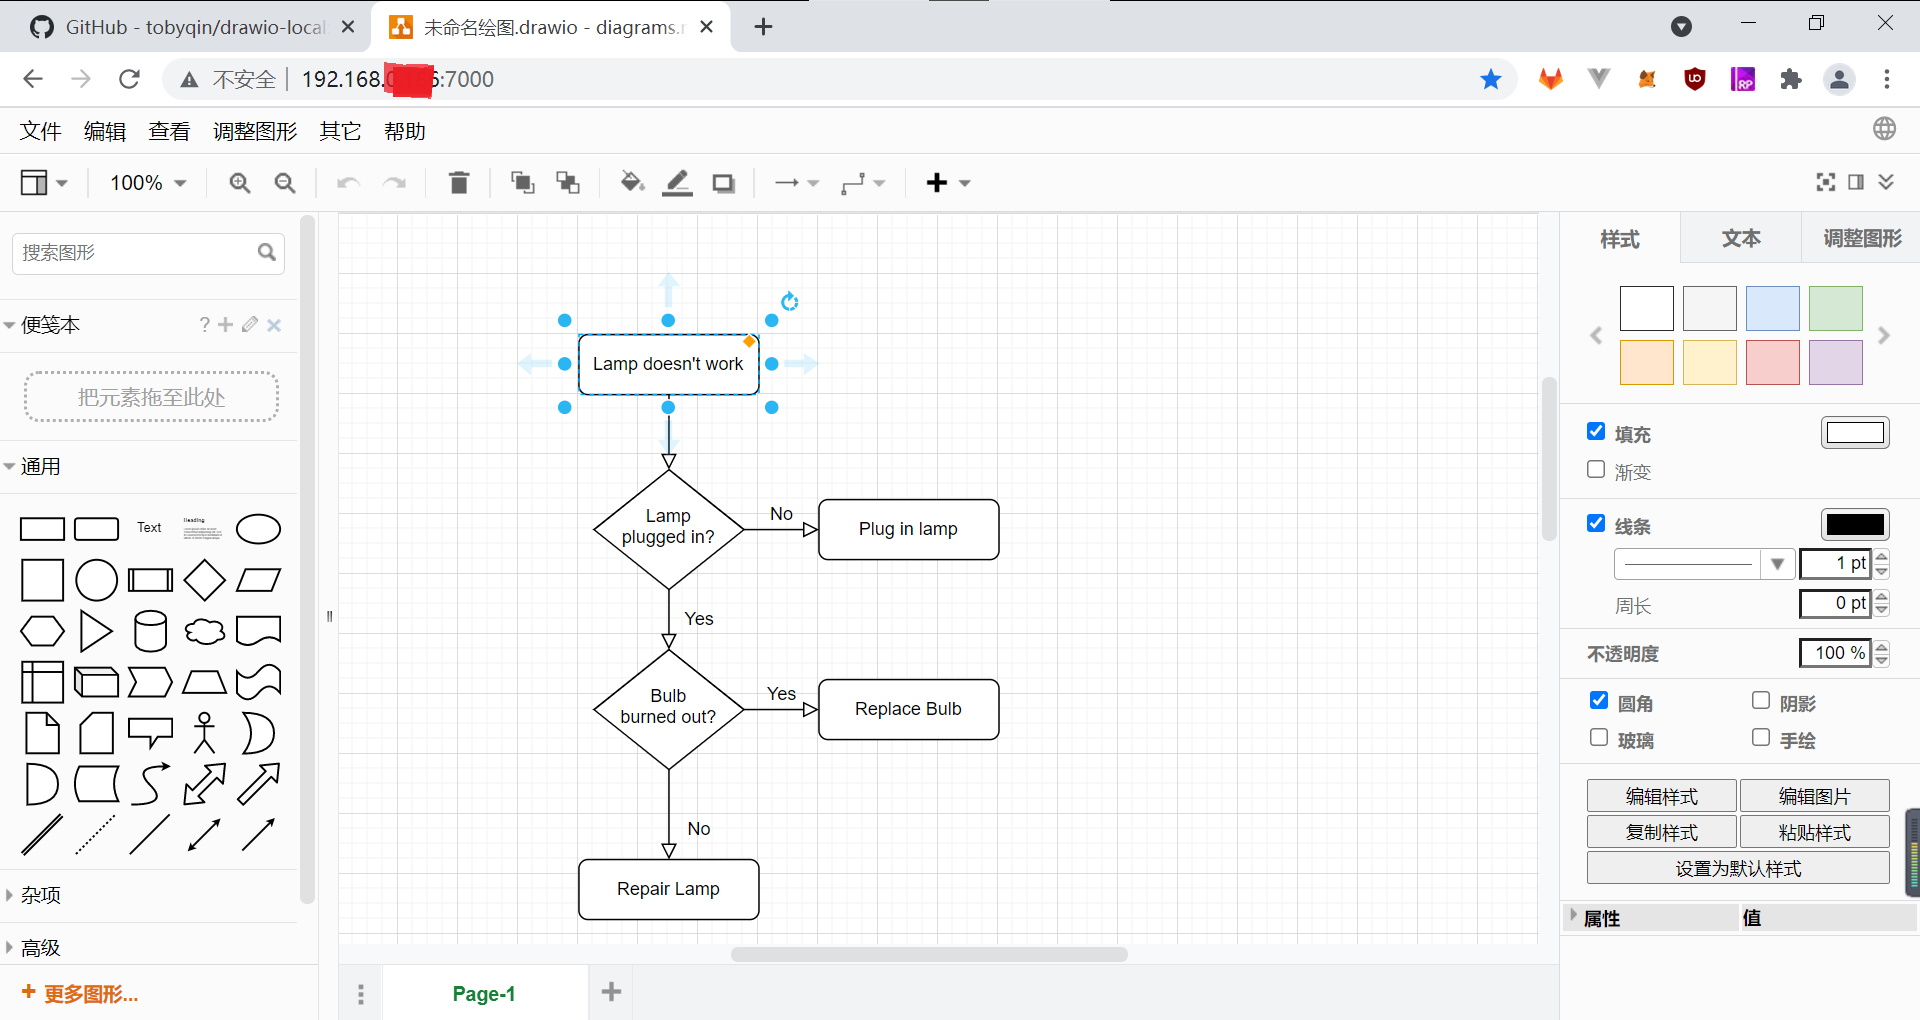 GitHub - tobyqin/drawio-local
未命名绘图.drawio - diagrams.n
不安全
192.168.
6:7000
文件 编辑 查看 调整图形 其它 帮助
100%
搜索图形
便笺本
?
把元素拖至此处
通用
Text
Heading
杂项
高级
+ 更多图形...
Lamp doesn't work
Lamp
plugged in?
No
Plug in lamp
Yes
Bulb
burned out?
Yes
Replace Bulb
No
Repair Lamp
Page-1
样式 文本 调整图形
填充
渐变
线条
1 pt
周长
0 pt
不透明度
100 %
圆角 阴影
玻璃 手绘
编辑样式 编辑图片
复制样式 粘贴样式
设置为默认样式
属性 值